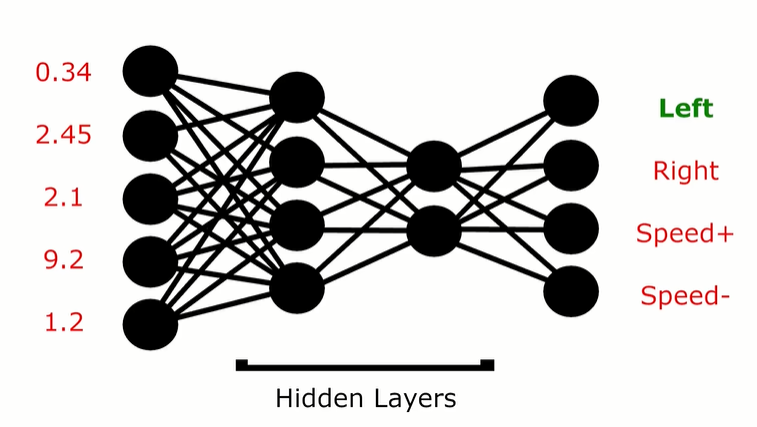 0.34
2.45
2.1
9.2
1.2
Left
Right
Speed+
Speed-
Hidden Layers